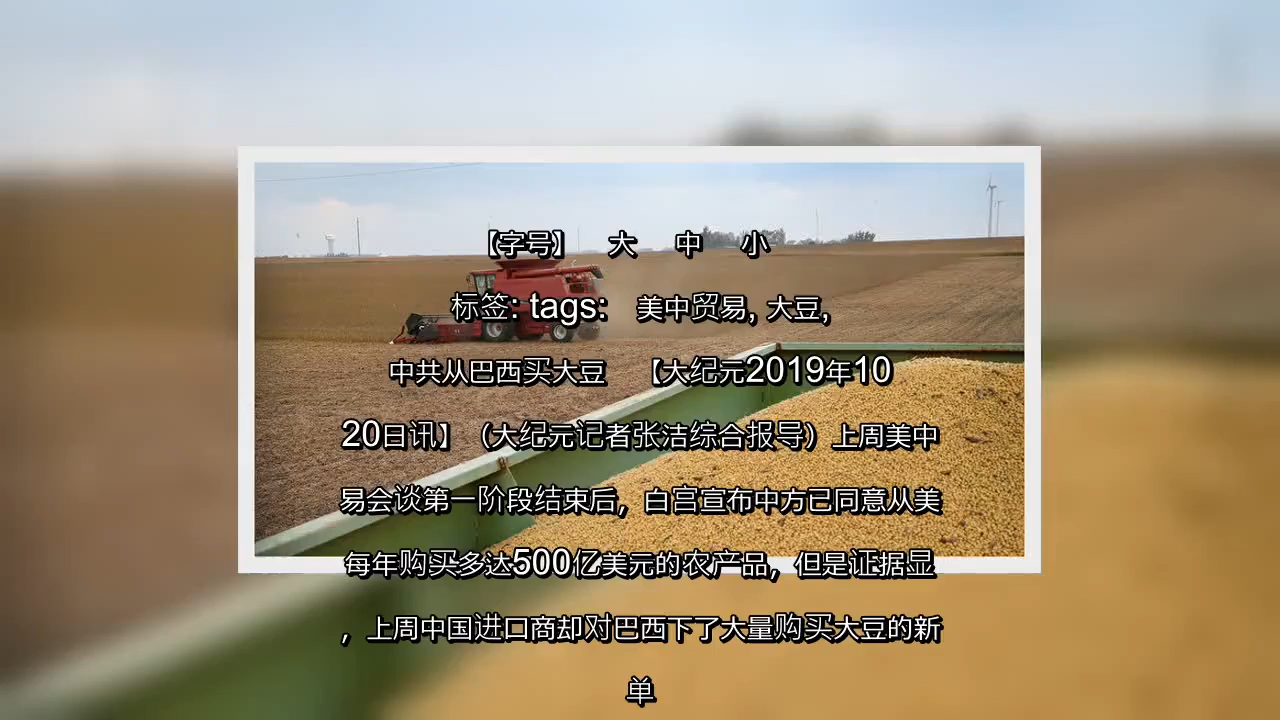 【字号】 大 中 小
标签: tags: 美中贸易, 大豆,
中共从巴西买大豆 【大纪元2019年10
20日讯】（大纪元记者张洁综合报导）上周美中
易会谈第一阶段结束后，白宫宣布中方已同意从美
每年购买多达500亿美元的农产品，但是证据显
，上周中国进口商却对巴西下了大量购买大豆的新
单